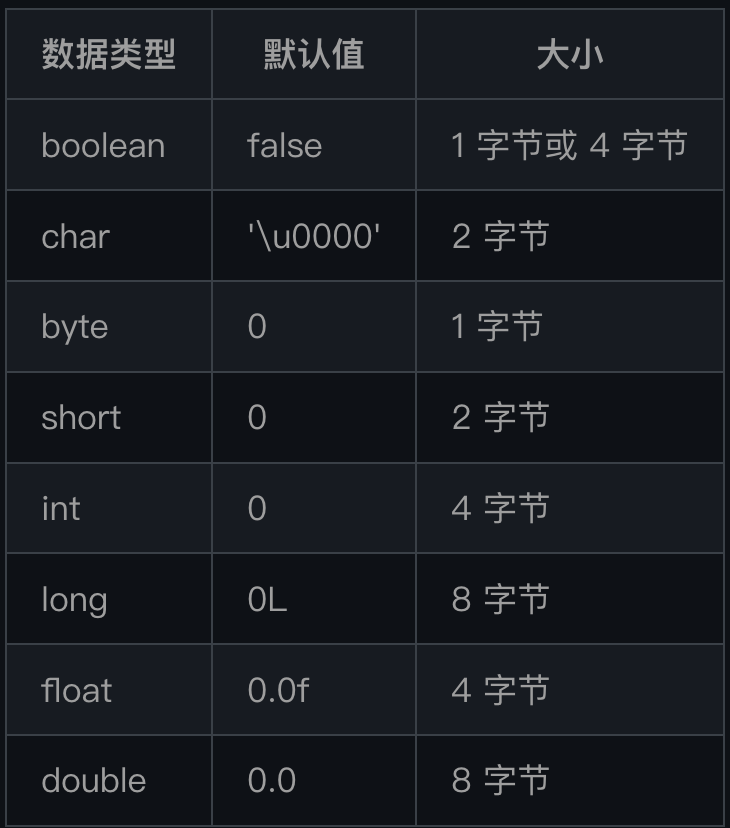 数据类型 默认值 大小
boolean false 1 字节或 4 字节
char '\u0000' 2 字节
byte 0 1 字节
short 0 2 字节
int 0 4 字节
long 0L 8 字节
float 0.0f 4 字节
double 0.0 8 字节